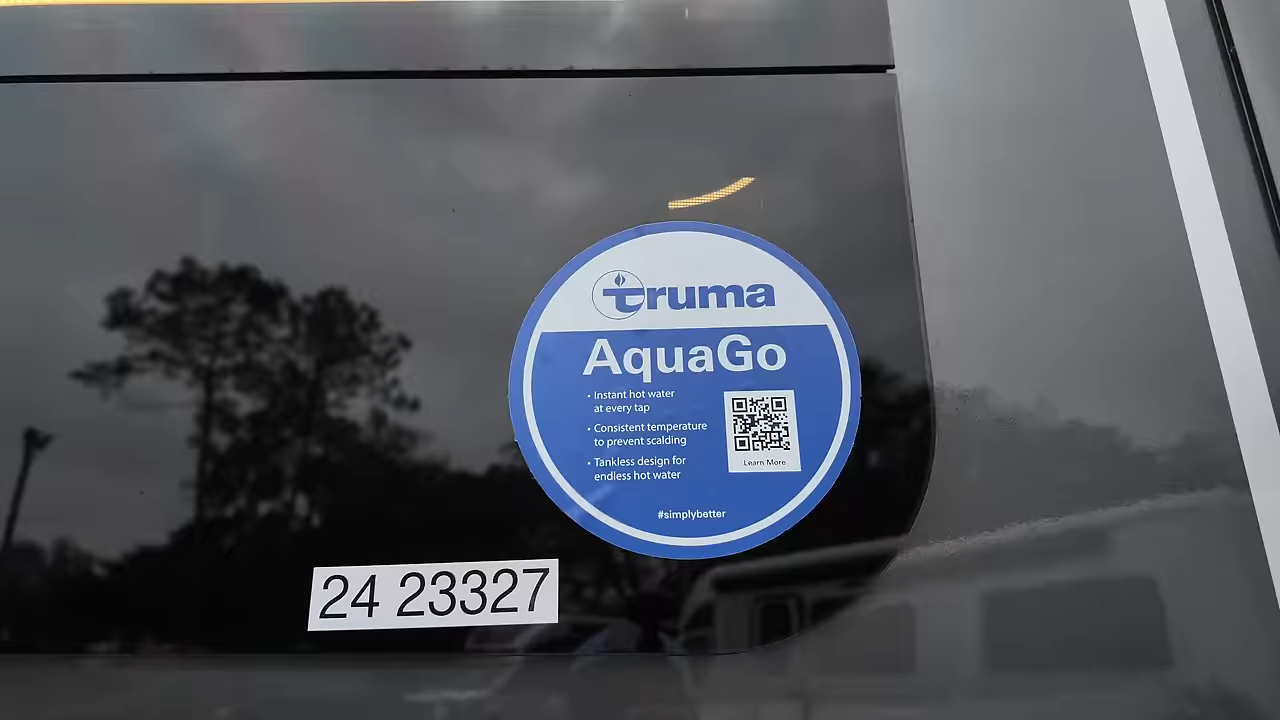 truma
AquaGo
• Instant hot water
at every tap
• Consistent temperature
to prevent scalding
• Tankless design for
endless hot water
Learn More
#simplybetter
24 23327